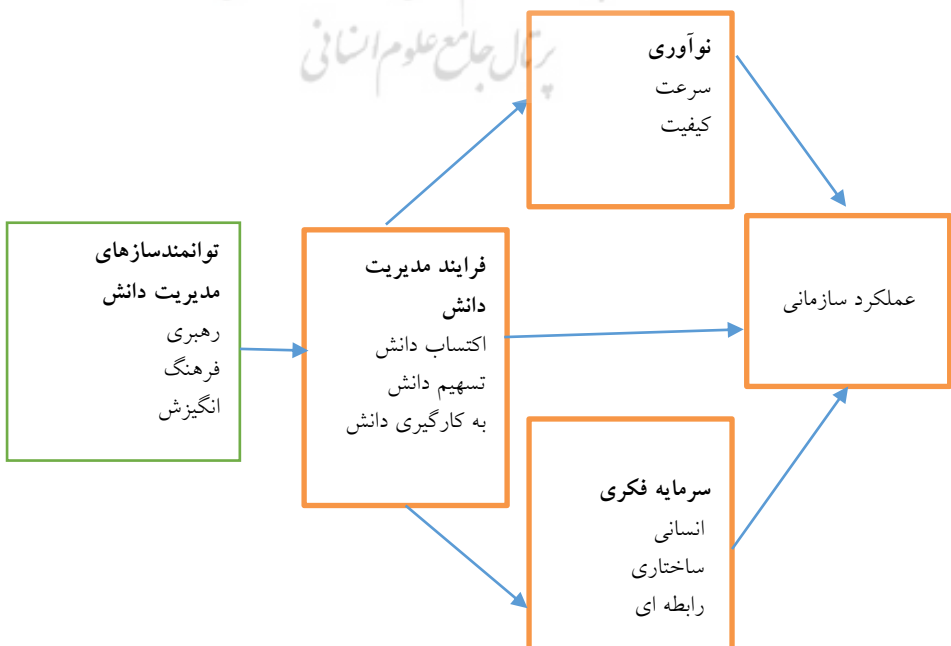 پرتال جامع علوم انسانی
نوآوری
سرعت
کیفیت
توانمندسازهای
مدیریت دانش
رهبری
فرهنگ
انگیزش
فرایند مدیریت
دانش
اکتساب دانش
تسهیم دانش
به کارگیری دانش
عملکرد سازمانی
سرمایه فکری
انسانی
ساختاری
رابطه ای